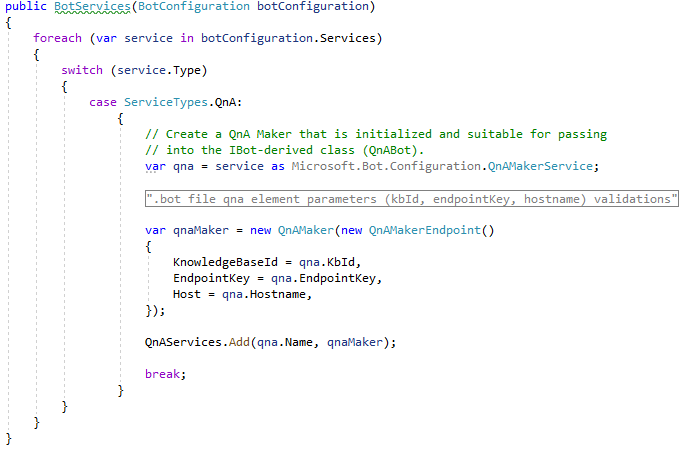 public BotServices(BotConfiguration botConfiguration)
{
foreach (var service in botConfiguration.Services)
{
switch (service.Type)
{
case ServiceTypes.QnA:
{
// Create a QnA Maker that is initialized and suitable for passing
// into the IBot-derived class (QnABot).
var qna = service as Microsoft.Bot.Configuration.QnAMakerService;
".bot file qna element parameters (kbId, endpointKey, hostname) validations"
var qnaMaker = new QnAMaker(new QnAMakerEndpoint()
{
KnowledgeBaseId = qna.KbId,
EndpointKey = qna.EndpointKey,
Host = qna.Hostname,
});
QnAServices.Add(qna.Name, qnaMaker);
break;
}
}
}
}